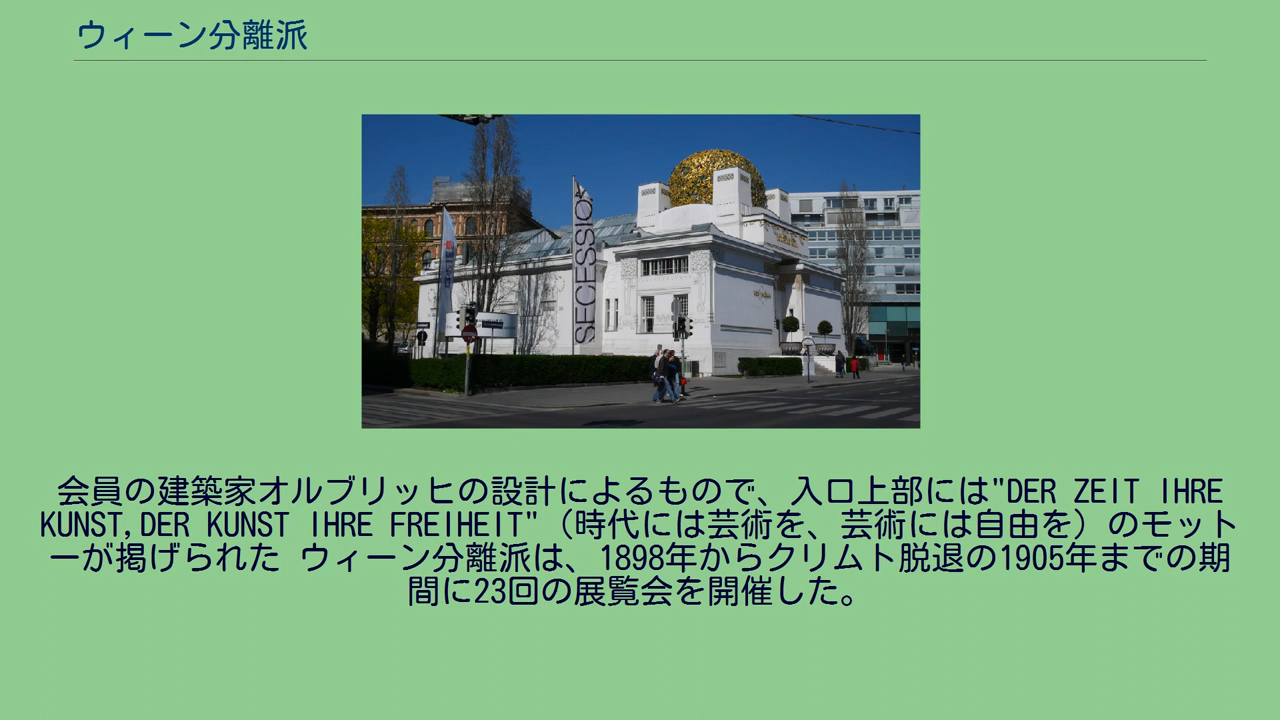 ウィーン分離派
SECESSION
会員の建築家オルブリッヒの設計によるもので、入口上部には"DER ZEIT IHRE
KUNST,DER KUNST IHRE FREIHEIT"（時代には芸術を、芸術には自由を）のモット
ーが掲げられた ウィーン分離派は、1898年からクリムト脱退の1905年までの期
間に23回の展覧会を開催した。